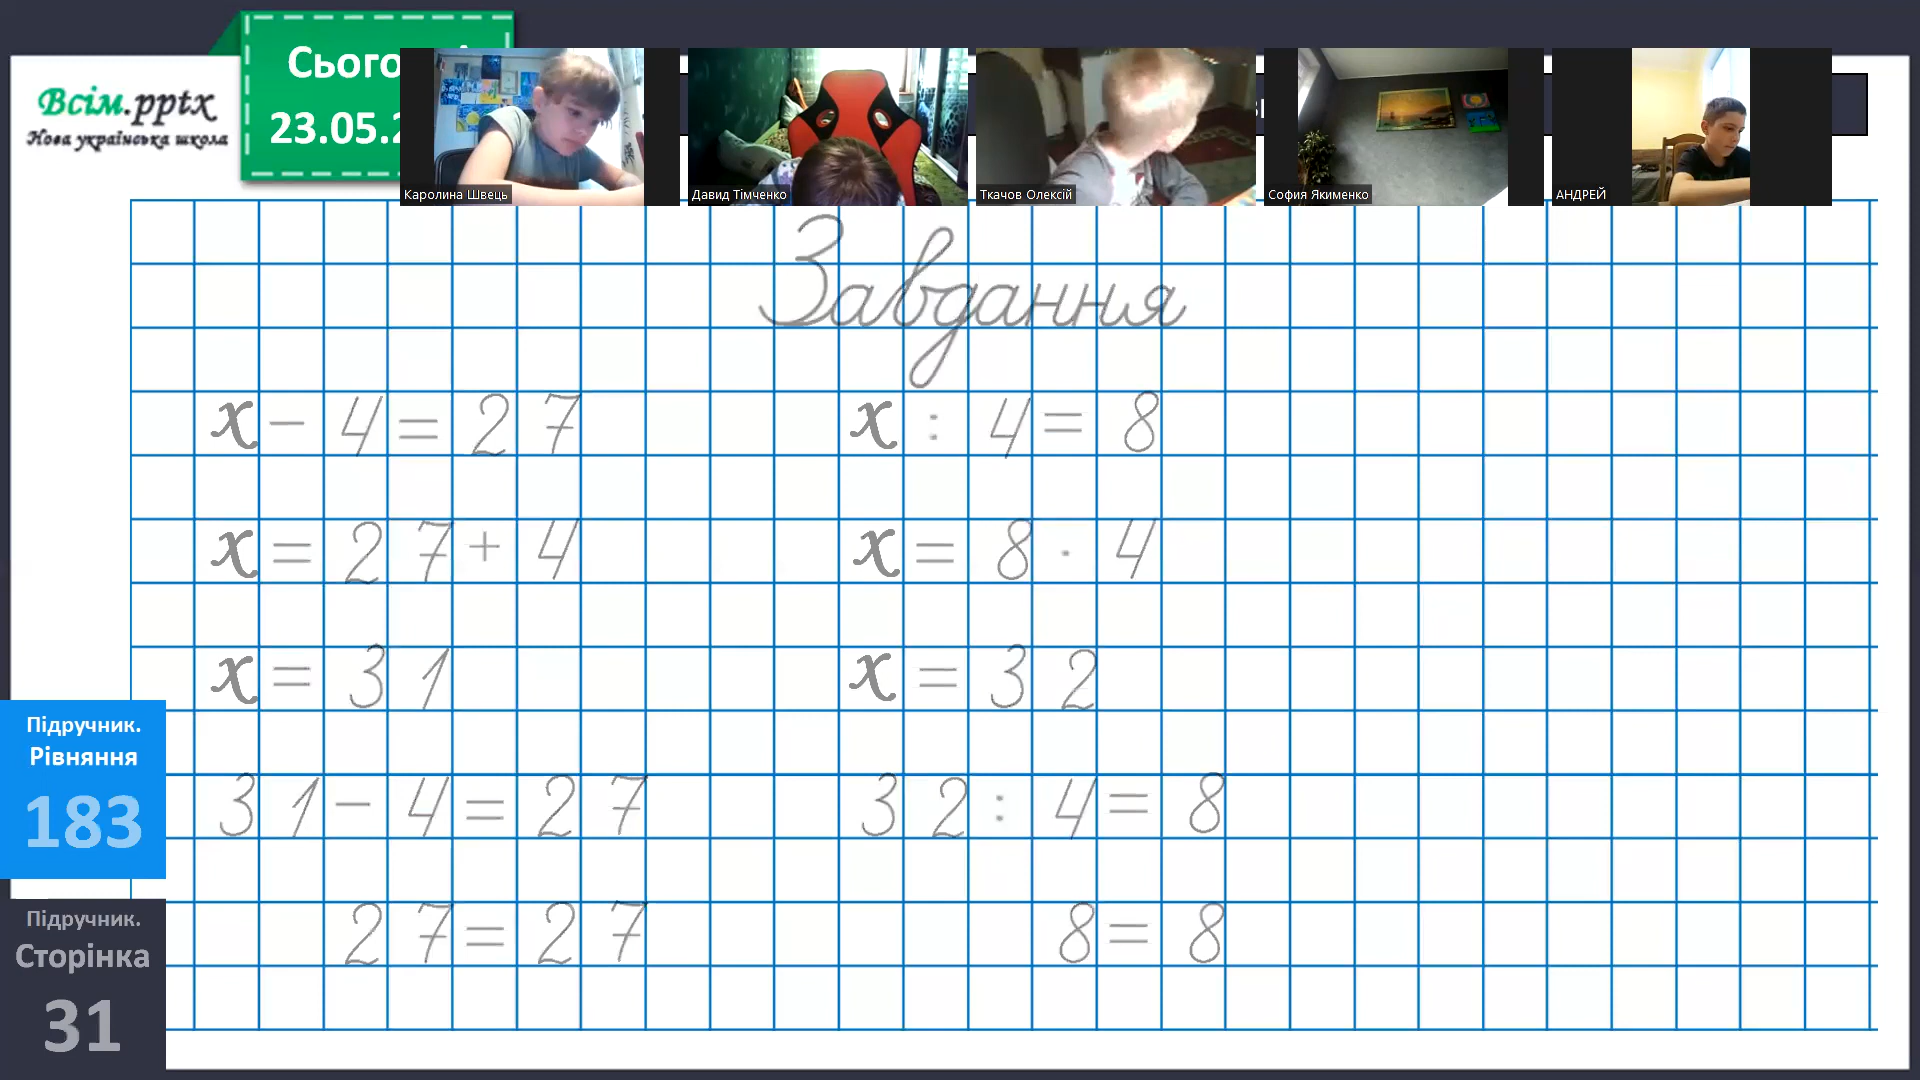 Всім.pptx
Нова українська школа
23.05.2
Каролина Швець
Давид Тімченко
Ткачов Олексій
София Якименко
АНДРЕЙ
Завдання
x - 4 = 27
x : 4 = 8
x = 27 + 4
x = 8 · 4
x = 31
x = 32
31 - 4 = 27
32 : 4 = 8
27 = 27
8 = 8
Підручник.
Рівняння
183
Підручник.
Сторінка
31